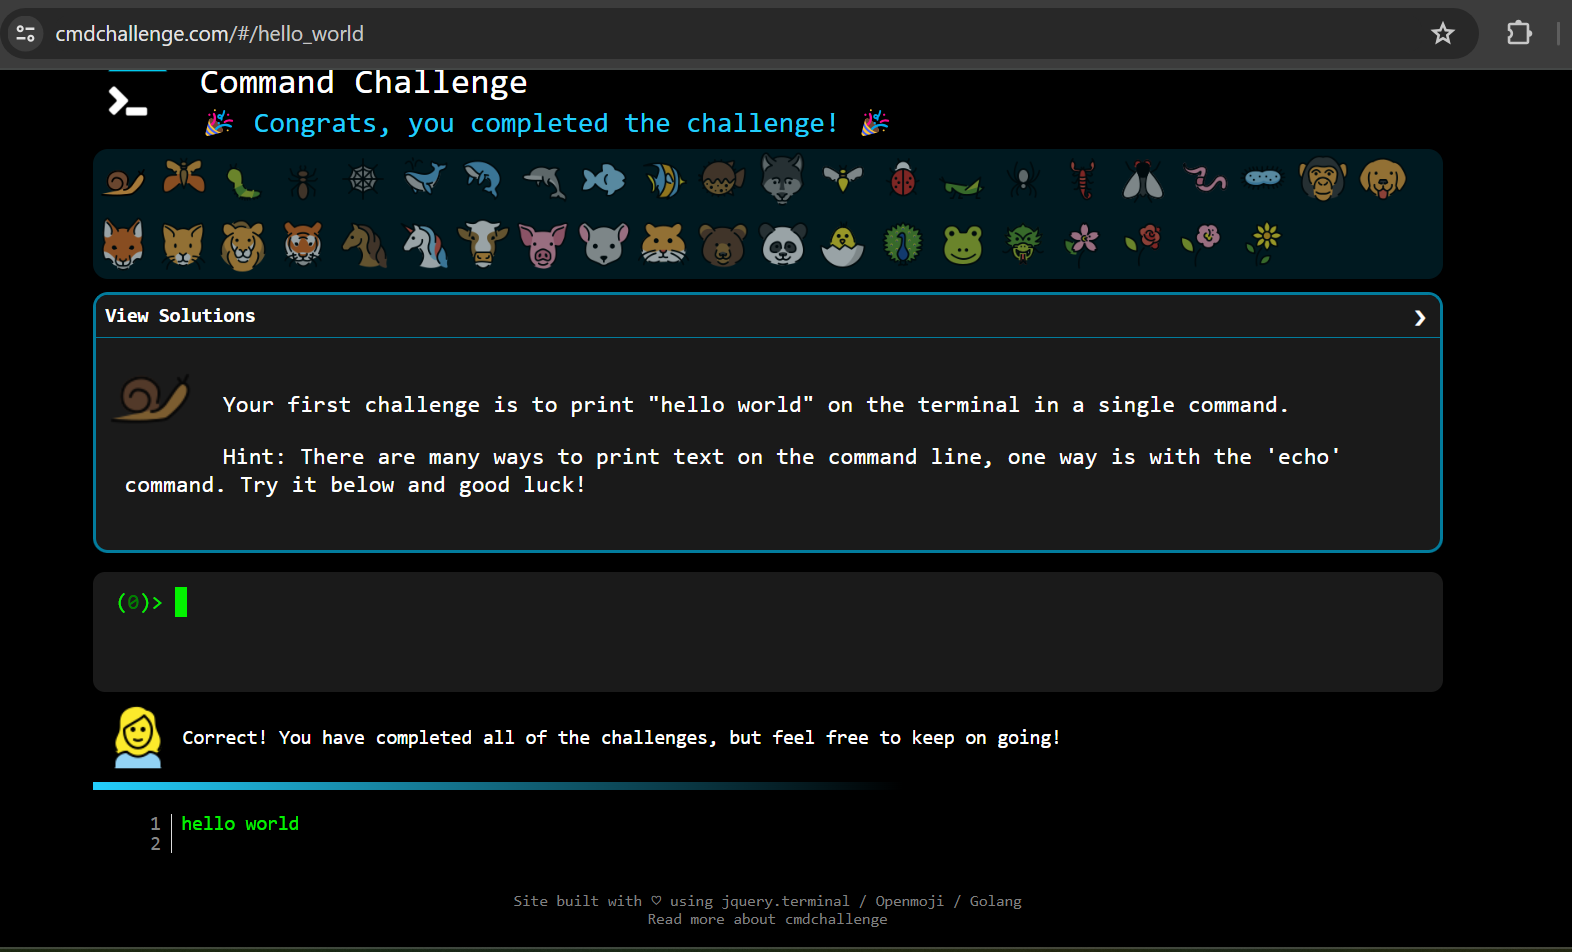 cmdchallenge.com/#/hello_world
Command Challenge
🎉 Congrats, you completed the challenge! 🎉
View Solutions
Your first challenge is to print "hello world" on the terminal in a single command.
Hint: There are many ways to print text on the command line, one way is with the 'echo'
command. Try it below and good luck!
(0)>
Correct! You have completed all of the challenges, but feel free to keep on going!
1 hello world
2
Site built with ♡ using jquery.terminal / Openmoji / Golang
Read more about cmdchallenge